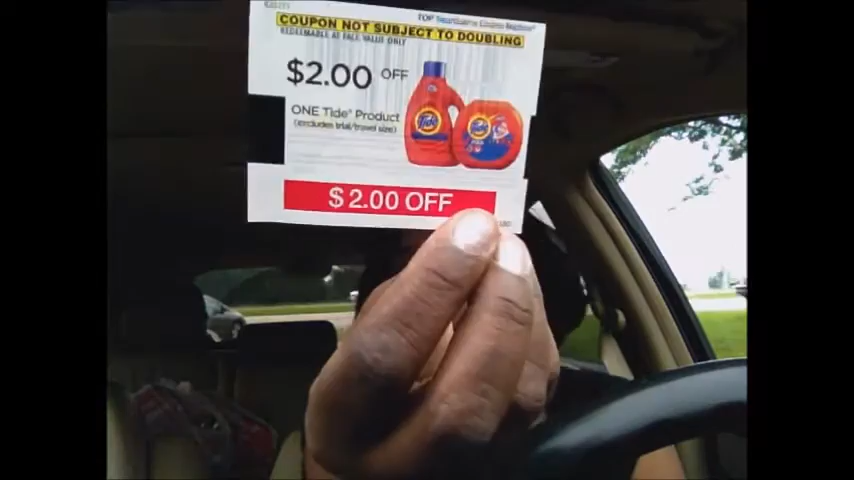 COUPON NOT SUBJECT TO DOUBLING
REDEEMABLE AT FACE VALUE ONLY
$2.00 OFF
ONE Tide® Product
(excludes trial/travel size)
Tide
Tide
$2.00 OFF